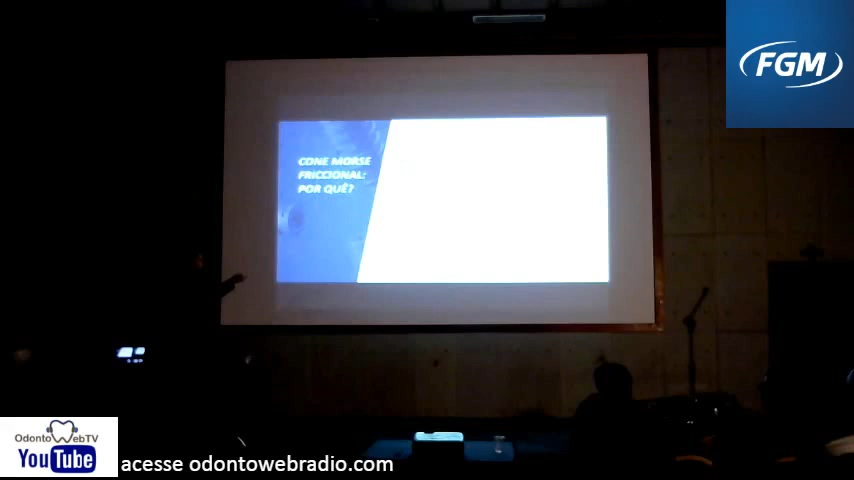 FGM
CONE MORSE
FRICCIONAL:
POR QUÊ?
OdontoWebTV
YouTube
acesse odontowebradio.com